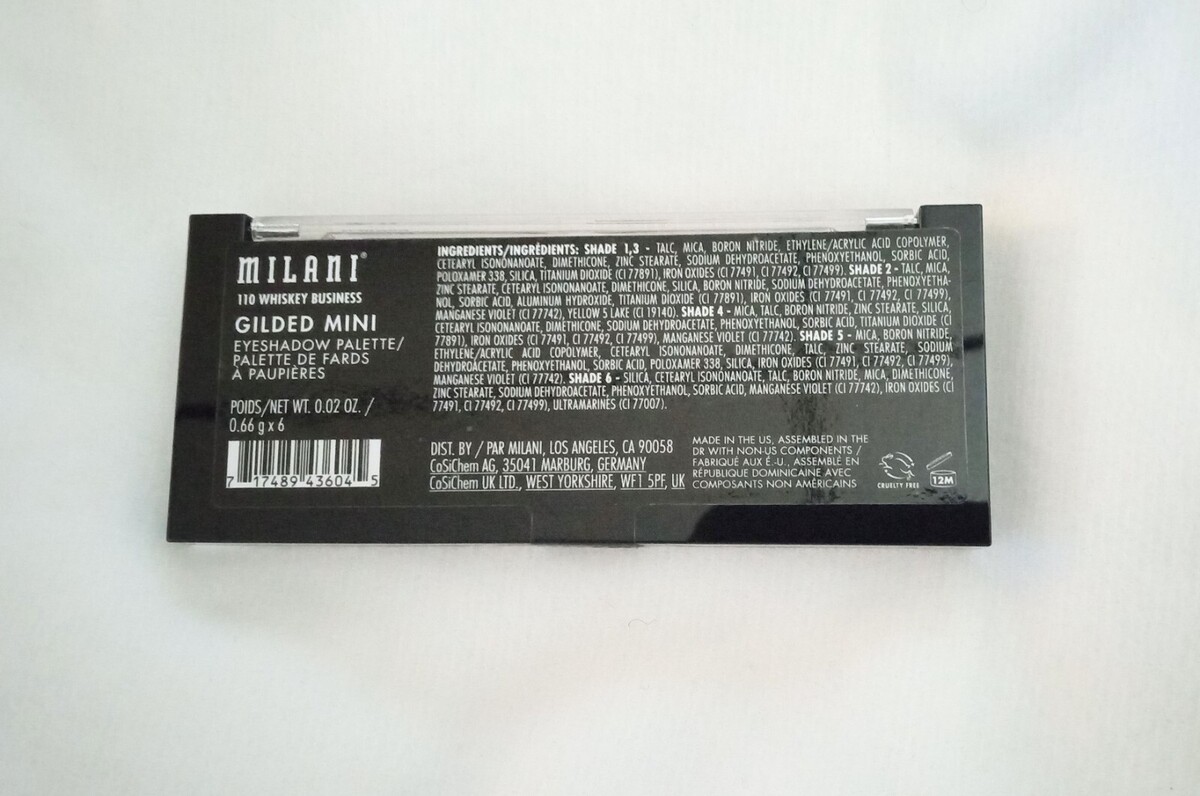 MILANI®
110 WHISKEY BUSINESS
GILDED MINI
EYESHADOW PALETTE/
PALETTE DE FARDS
À PAUPIÈRES
POIDS/NET WT. 0.02 OZ. /
0.66 g x 6
7 17489 43604 5
INGREDIENTS/INGRÉDIENTS: SHADE 1,3 - TALC, MICA, BORON NITRIDE, ETHYLENE/ACRYLIC ACID COPOLYMER,
CETEARYL ISONONANOATE, DIMETHICONE, ZINC STEARATE, SODIUM DEHYDROACETATE, PHENOXYETHANOL, SORBIC ACID,
POLOXAMER 338, SILICA, TITANIUM DIOXIDE (CI 77891), IRON OXIDES (CI 77491, CI 77492, CI 77499). SHADE 2 - TALC, MICA,
ZINC STEARATE, CETEARYL ISONONANOATE, DIMETHICONE, SILICA, BORON NITRIDE, SODIUM DEHYDROACETATE, PHENOXYETHA-
NOL, SORBIC ACID, ALUMINUM HYDROXIDE, TITANIUM DIOXIDE (CI 77891), IRON OXIDES (CI 77491, CI 77492, CI 77499),
MANGANESE VIOLET (CI 77742), YELLOW 5 LAKE (CI 19140). SHADE 4 - MICA, TALC, BORON NITRIDE, ZINC STEARATE, SILICA,
CETEARYL ISONONANOATE, DIMETHICONE, SODIUM DEHYDROACETATE, PHENOXYETHANOL, SORBIC ACID, TITANIUM DIOXIDE (CI
77891), IRON OXIDES (CI 77491, CI 77492, CI 77499), MANGANESE VIOLET (CI 77742). SHADE 5 - MICA, BORON NITRIDE,
ETHYLENE/ACRYLIC ACID COPOLYMER, CETEARYL ISONONANOATE, DIMETHICONE, TALC, ZINC STEARATE, SODIUM
DEHYDROACETATE, PHENOXYETHANOL, SORBIC ACID, POLOXAMER 338, SILICA, IRON OXIDES (CI 77491, CI 77492, CI 77499),
MANGANESE VIOLET (CI 77742). SHADE 6 - SILICA, CETEARYL ISONONANOATE, TALC, BORON NITRIDE, MICA, DIMETHICONE,
ZINC STEARATE, SODIUM DEHYDROACETATE, PHENOXYETHANOL, SORBIC ACID, MANGANESE VIOLET (CI 77742), IRON OXIDES (CI
77491, CI 77492, CI 77499), ULTRAMARINES (CI 77007).
DIST. BY / PAR MILANI, LOS ANGELES, CA 90058
CoSiChem AG, 35041 MARBURG, GERMANY
CoSiChem UK LTD., WEST YORKSHIRE, WF1 5PF, UK
MADE IN THE US, ASSEMBLED IN THE
DR WITH NON-US COMPONENTS /
FABRIQUÉ AUX É.-U., ASSEMBLÉ EN
RÉPUBLIQUE DOMINICAINE AVEC
COMPOSANTS NON AMÉRICAINS
CRUELTY FREE
12M